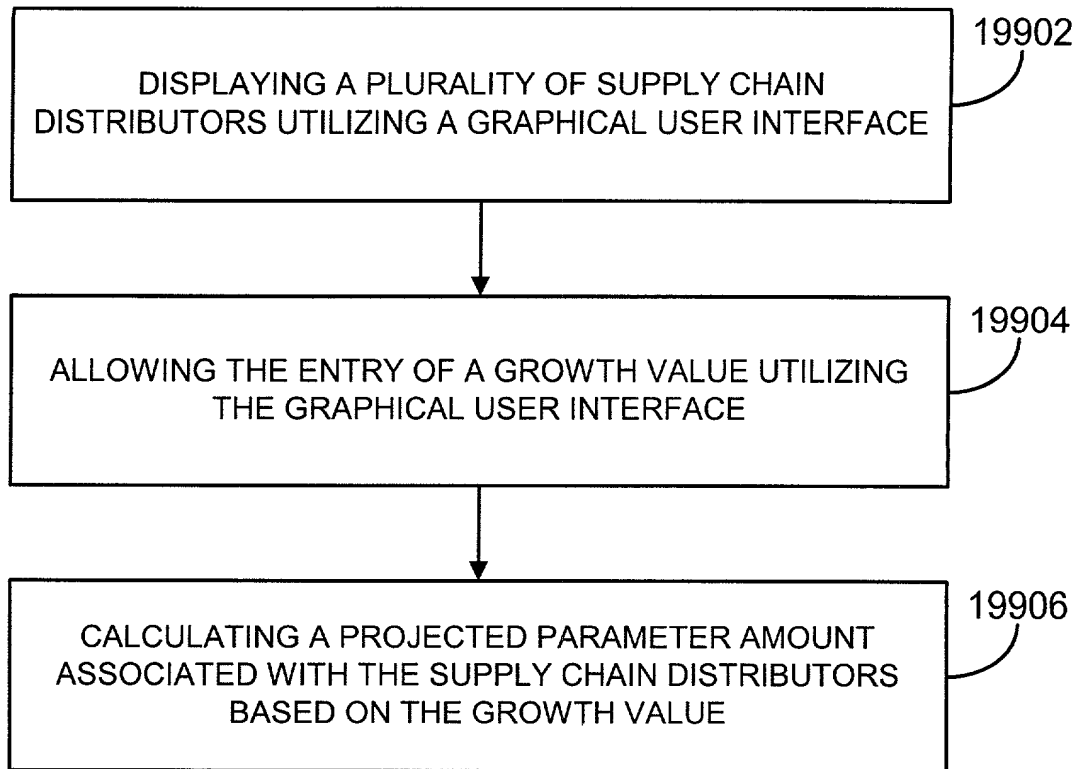 19902
DISPLAYING A PLURALITY OF SUPPLY CHAIN
DISTRIBUTORS UTILIZING A GRAPHICAL USER INTERFACE
19904
ALLOWING THE ENTRY OF A GROWTH VALUE UTILIZING
THE GRAPHICAL USER INTERFACE
19906
CALCULATING A PROJECTED PARAMETER AMOUNT
ASSOCIATED WITH THE SUPPLY CHAIN DISTRIBUTORS
BASED ON THE GROWTH VALUE